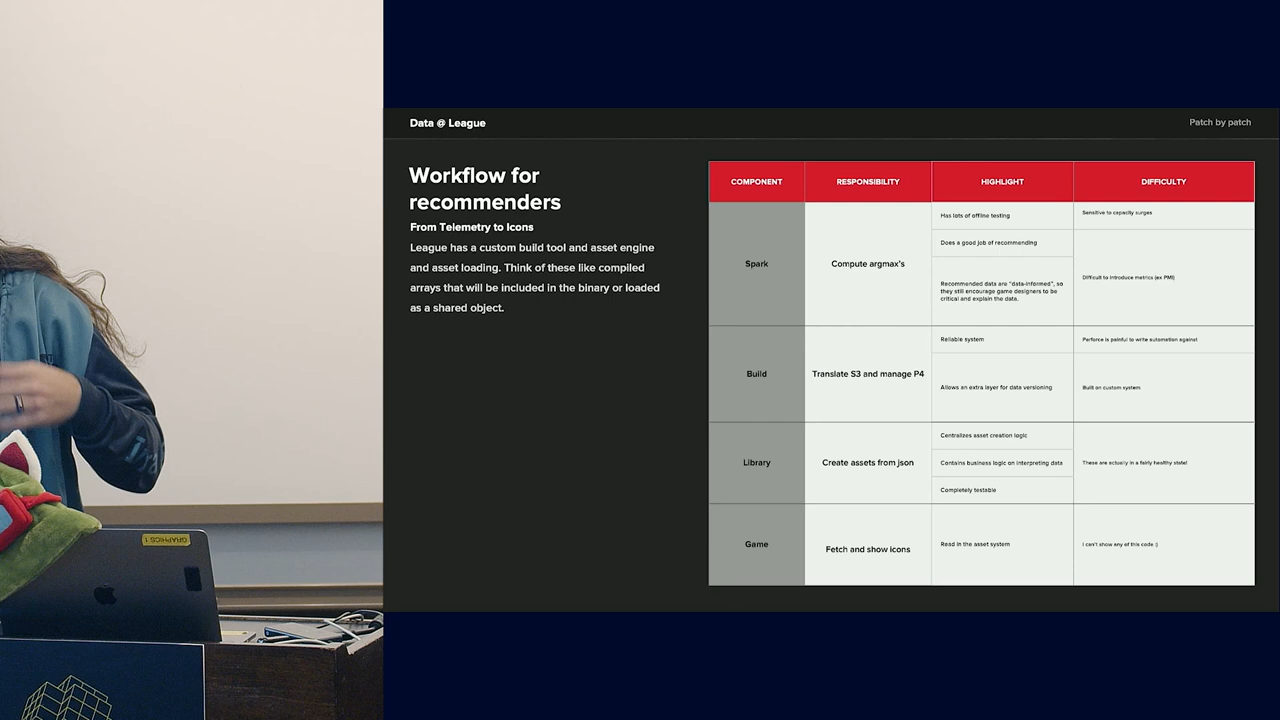 Data @ League
Patch by patch
Workflow for
recommenders
From Telemetry to Icons
League has a custom build tool and asset engine
and asset loading. Think of these like compiled
arrays that will be included in the binary or loaded
as a shared object.
COMPONENT
RESPONSIBILITY
HIGHLIGHT
DIFFICULTY
Spark
Compute argmax's
Has lots of offline testing
Does a good job of recommending
Recommended data are "data-informed", so
they still encourage game designers to be
critical and explain the data.
Sensitive to capacity surges
Difficult to introduce metrics (ex PMI)
Build
Translate S3 and manage P4
Reliable system
Allows an extra layer for data versioning
Perforce is painful to write automation against
Built on custom system
Library
Create assets from json
Centralizes asset creation logic
Contains business logic on interpreting data
Completely testable
These are actually in a fairly healthy state!
Game
Fetch and show icons
Read in the asset system
I can't show any of this code :)
GRAPHICS 1